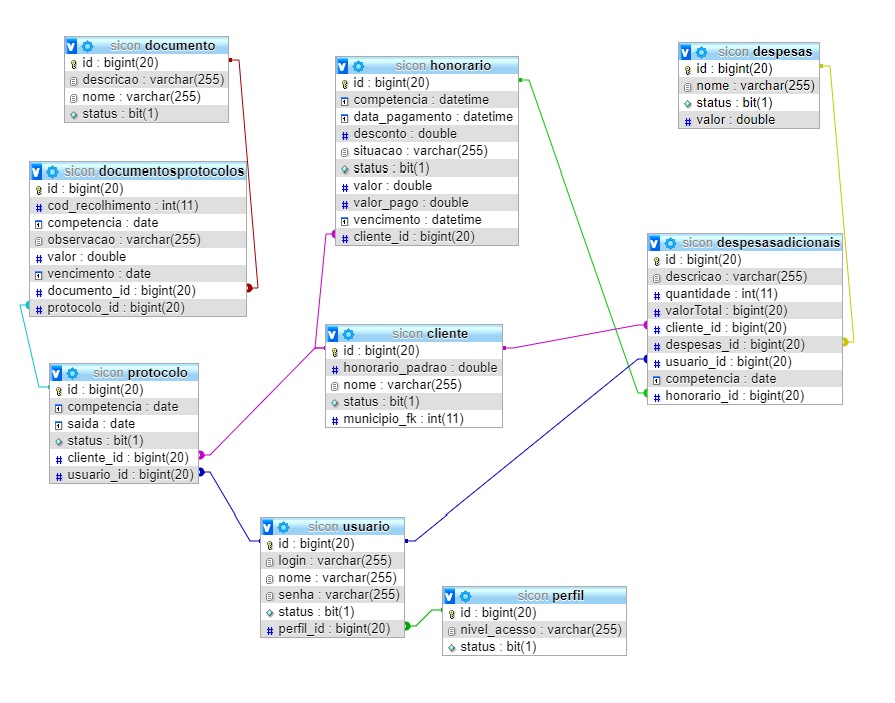 sicon documento
id : bigint(20)
descricao : varchar(255)
nome : varchar(255)
status : bit(1)
sicon documentosprotocolos
id : bigint(20)
cod_recolhimento : int(11)
competencia : date
observacao : varchar(255)
valor : double
vencimento : date
documento_id : bigint(20)
protocolo_id : bigint(20)
sicon protocolo
id : bigint(20)
competencia : date
saida : date
status : bit(1)
cliente_id : bigint(20)
usuario_id : bigint(20)
sicon honorario
id : bigint(20)
competencia : datetime
data_pagamento : datetime
desconto : double
situacao : varchar(255)
status : bit(1)
valor : double
valor_pago : double
vencimento : datetime
cliente_id : bigint(20)
sicon cliente
id : bigint(20)
honorario_padrao : double
nome : varchar(255)
status : bit(1)
municipio_fk : int(11)
sicon usuario
id : bigint(20)
login : varchar(255)
nome : varchar(255)
senha : varchar(255)
status : bit(1)
perfil_id : bigint(20)
sicon perfil
id : bigint(20)
nivel_acesso : varchar(255)
status : bit(1)
sicon despesas
id : bigint(20)
nome : varchar(255)
status : bit(1)
valor : double
sicon despesasadicionais
id : bigint(20)
descricao : varchar(255)
quantidade : int(11)
valorTotal : bigint(20)
cliente_id : bigint(20)
despesas_id : bigint(20)
usuario_id : bigint(20)
competencia : date
honorario_id : bigint(20)